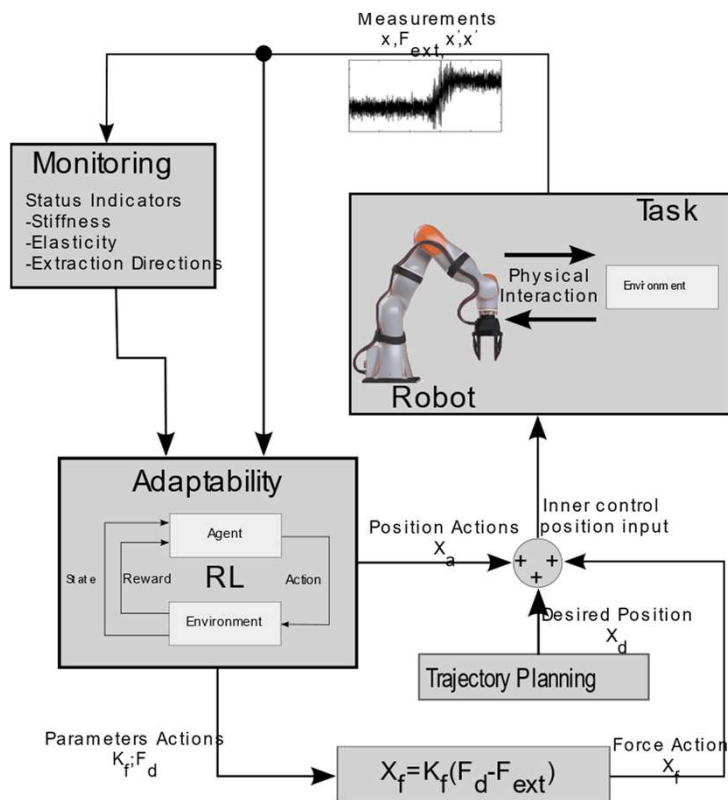 Measurements
x,F_ext,x',x'
Monitoring
Status Indicators
-Stiffness
-Elasticity
-Extraction Directions
Task
Physical
Interaction
Environment
Robot
Adaptability
Agent
State
Reward
RL
Action
Environment
Position Actions
X_a
Inner control
position input
+ +
+
Desired Position
X_d
Trajectory Planning
Parameters Actions
K_f;F_d
X_f=K_f(F_d-F_ext)
Force Action
X_f